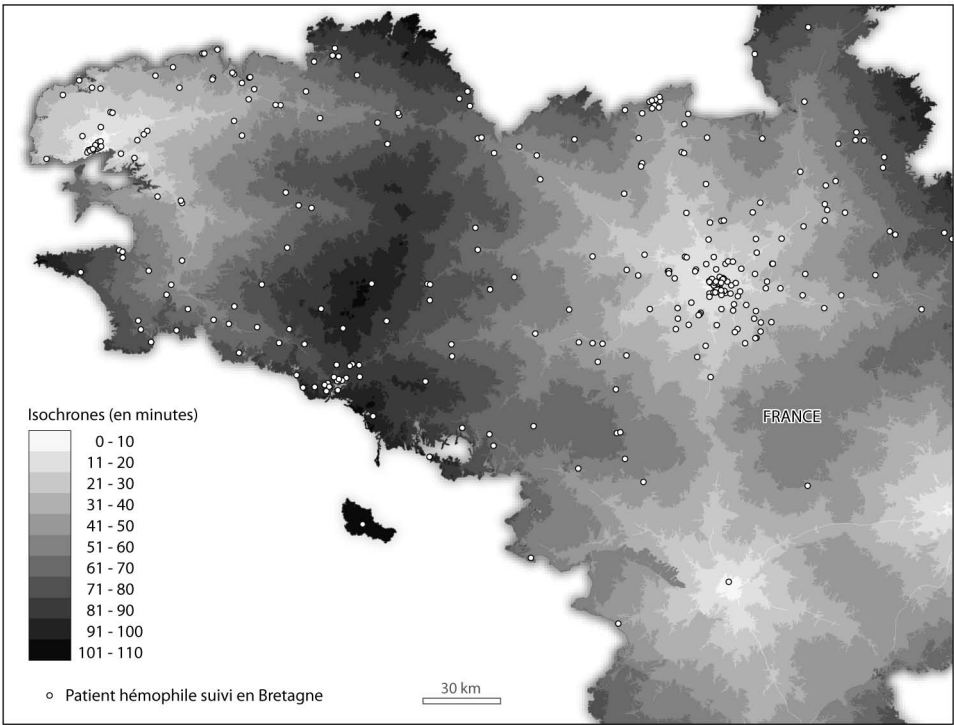 FRANCE
Isochrones (en minutes)
0 - 10
11 - 20
21 - 30
31 - 40
41 - 50
51 - 60
61 - 70
71 - 80
81 - 90
91 - 100
101 - 110
Patient hémophile suivi en Bretagne
30 km